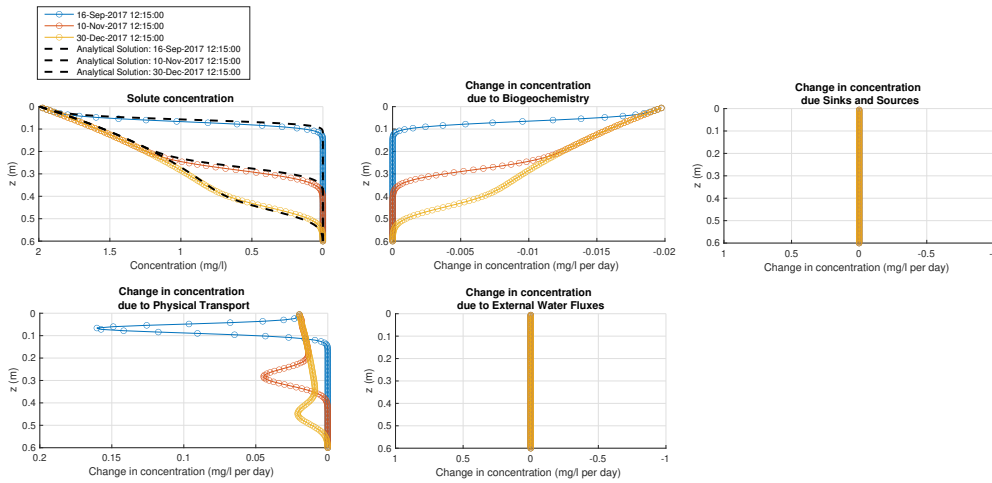 16-Sep-2017 12:15:00
10-Nov-2017 12:15:00
30-Dec-2017 12:15:00
Analytical Solution: 16-Sep-2017 12:15:00
Analytical Solution: 10-Nov-2017 12:15:00
Analytical Solution: 30-Dec-2017 12:15:00
Solute concentration
0
0.1
0.2
0.3
0.4
0.5
0.6
z (m)
2 1.5 1 0.5 0
Concentration (mg/l)
Change in concentration
due to Biogeochemistry
0
0.1
0.2
0.3
0.4
0.5
0.6
z (m)
0 -0.005 -0.01 -0.015 -0.02
Change in concentration (mg/l per day)
Change in concentration
due Sinks and Sources
0
0.1
0.2
0.3
0.4
0.5
0.6
z (m)
1 0.5 0 -0.5
Change in concentration (mg/l per day)
Change in concentration
due to Physical Transport
0
0.1
0.2
0.3
0.4
0.5
0.6
z (m)
0.2 0.15 0.1 0.05 0
Change in concentration (mg/l per day)
Change in concentration
due to External Water Fluxes
0
0.1
0.2
0.3
0.4
0.5
0.6
z (m)
1 0.5 0 -0.5 -1
Change in concentration (mg/l per day)